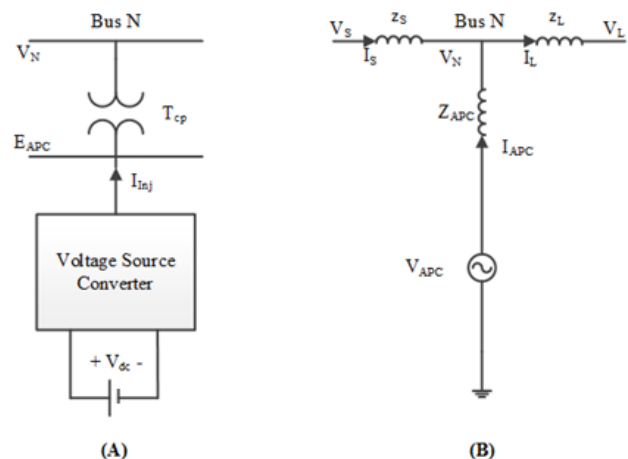 Bus N
V_N
T_cp
E_APC
I_Inj
Voltage Source
Converter
+ V_dc -
(A)
V_S
z_S
Bus N
z_L
V_L
I_S
V_N
I_L
Z_APC
I_APC
V_APC
(B)